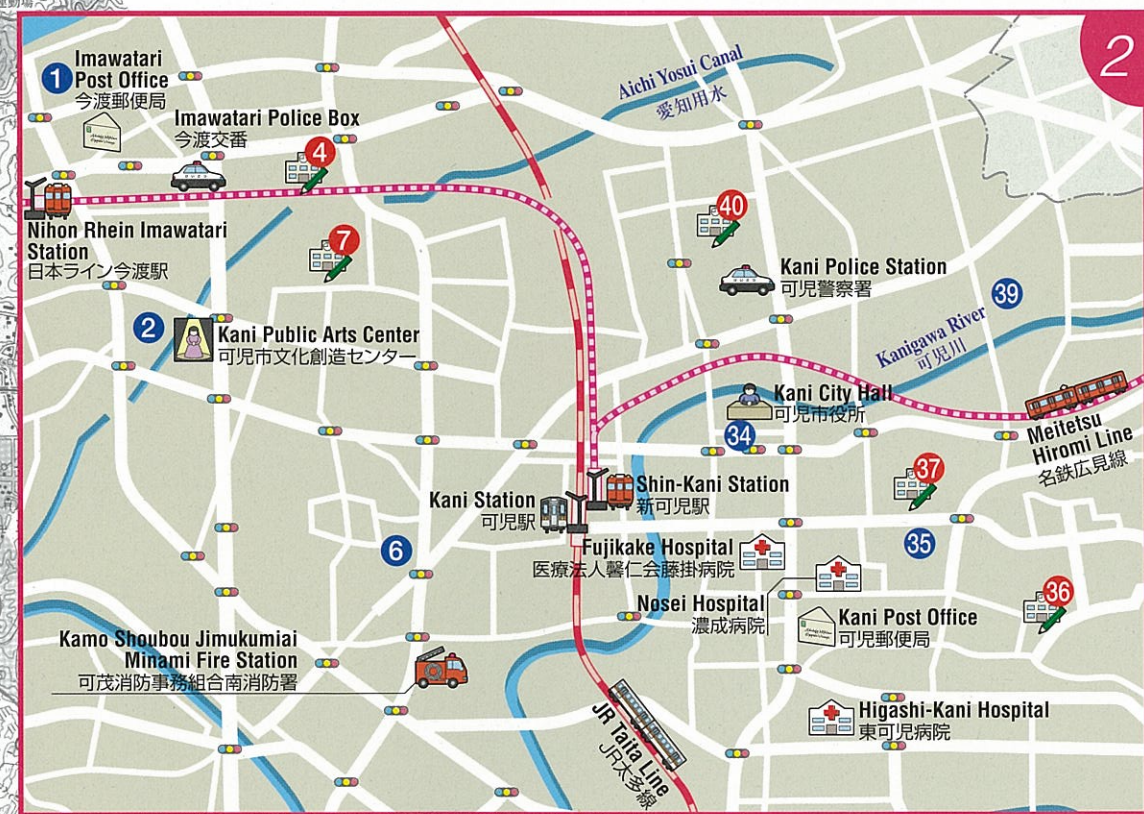 2
1
Imawatari
Post Office
今渡郵便局
Imawatari Police Box
今渡交番
4
Aichi Yosui Canal
愛知用水
40
Nihon Rhein Imawatari
Station
日本ライン今渡駅
7
Kani Police Station
可児警察署
39
2
Kani Public Arts Center
可児市文化創造センター
Kanigawa River
可児川
Kani City Hall
可児市役所
34
Meitetsu
Hiromi Line
名鉄広見線
37
Kani Station
可児駅
Shin-Kani Station
新可児駅
6
Fujikake Hospital
医療法人馨仁会藤掛病院
35
Nosei Hospital
濃成病院
Kani Post Office
可児郵便局
36
Kamo Shoubou Jimukumiai
Minami Fire Station
可茂消防事務組合南消防署
JR Taita Line
JR太多線
Higashi-Kani Hospital
東可児病院